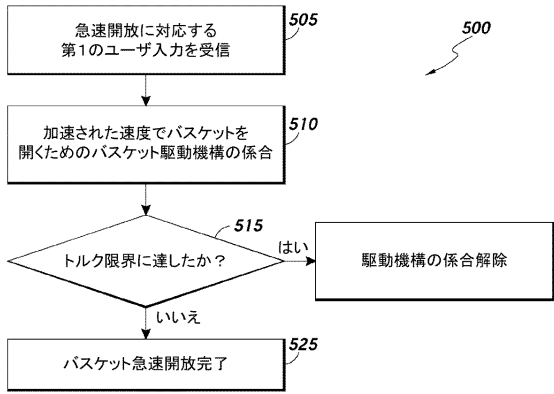 急速開放に対応する
第1のユーザ入力を受信
505
500
加速された速度でバスケットを
開くためのバスケット駆動機構の係合
510
トルク限界に達したか？
515
はい
駆動機構の係合解除
いいえ
バスケット急速開放完了
525